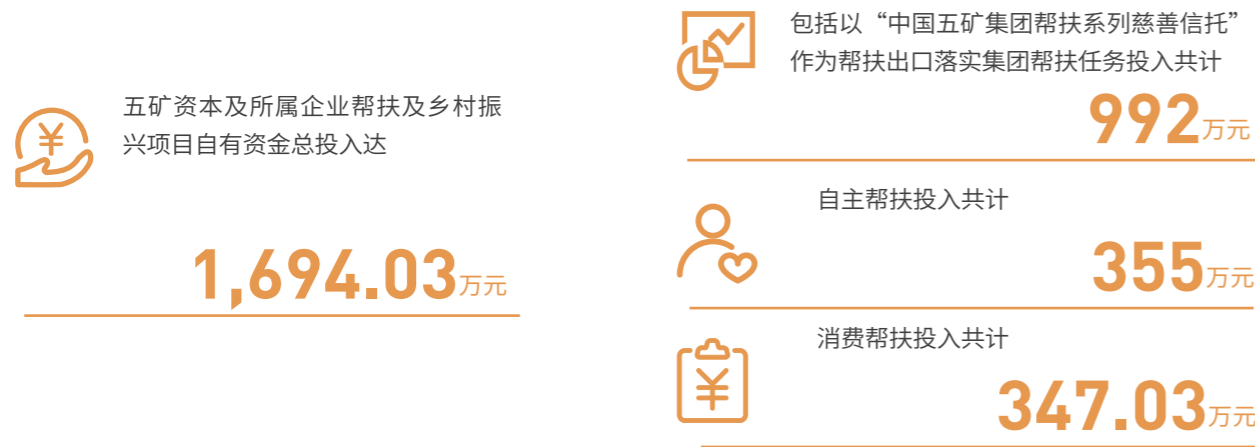 五矿资本及所属企业帮扶及乡村振
兴项目自有资金总投入达
1,694.03万元
包括以“中国五矿集团帮扶系列慈善信托”
作为帮扶出口落实集团帮扶任务投入共计
992万元
自主帮扶投入共计
355万元
消费帮扶投入共计
347.03万元